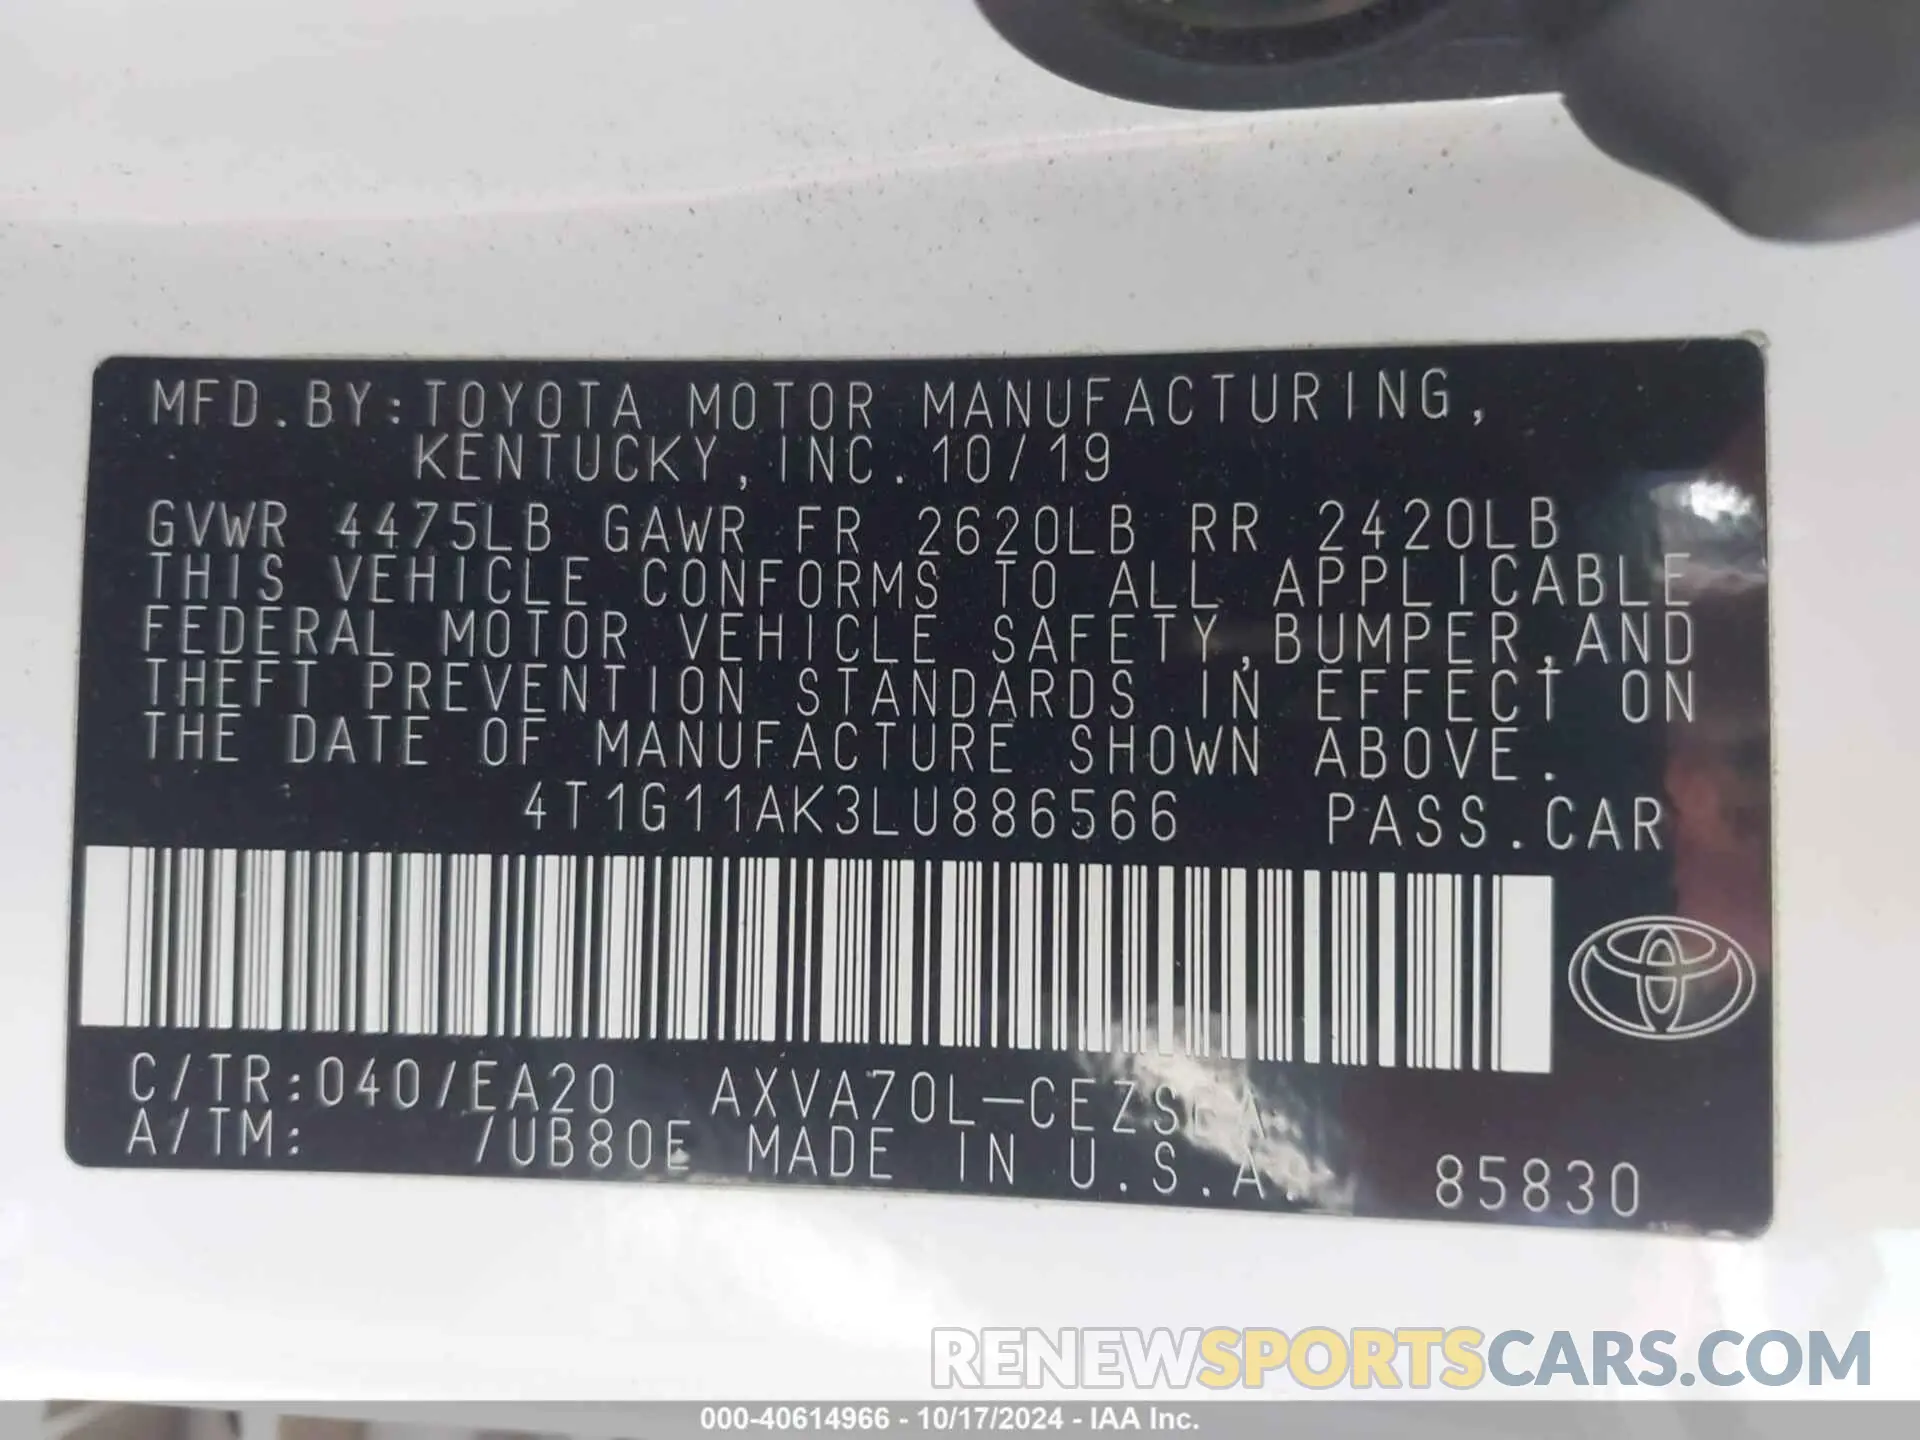 MFD.BY:TOYOTA MOTOR MANUFACTURING,
KENTUCKY,INC.10/19
GVWR 4475LB GAWR FR 2620LB RR 2420LB
THIS VEHICLE CONFORMS TO ALL APPLICABLE
FEDERAL MOTOR VEHICLE SAFETY,BUMPER,AND
THEFT PREVENTION STANDARDS IN EFFECT ON
THE DATE OF MANUFACTURE SHOWN ABOVE.
4T1G11AK3LU886566 PASS.CAR
C/TR:040/EA20
A/TM: /UB80E MADE IN U.S.A. 85830
RENEWSPORTSCARS.COM
000-40614966 - 10/17/2024 - IAA Inc.